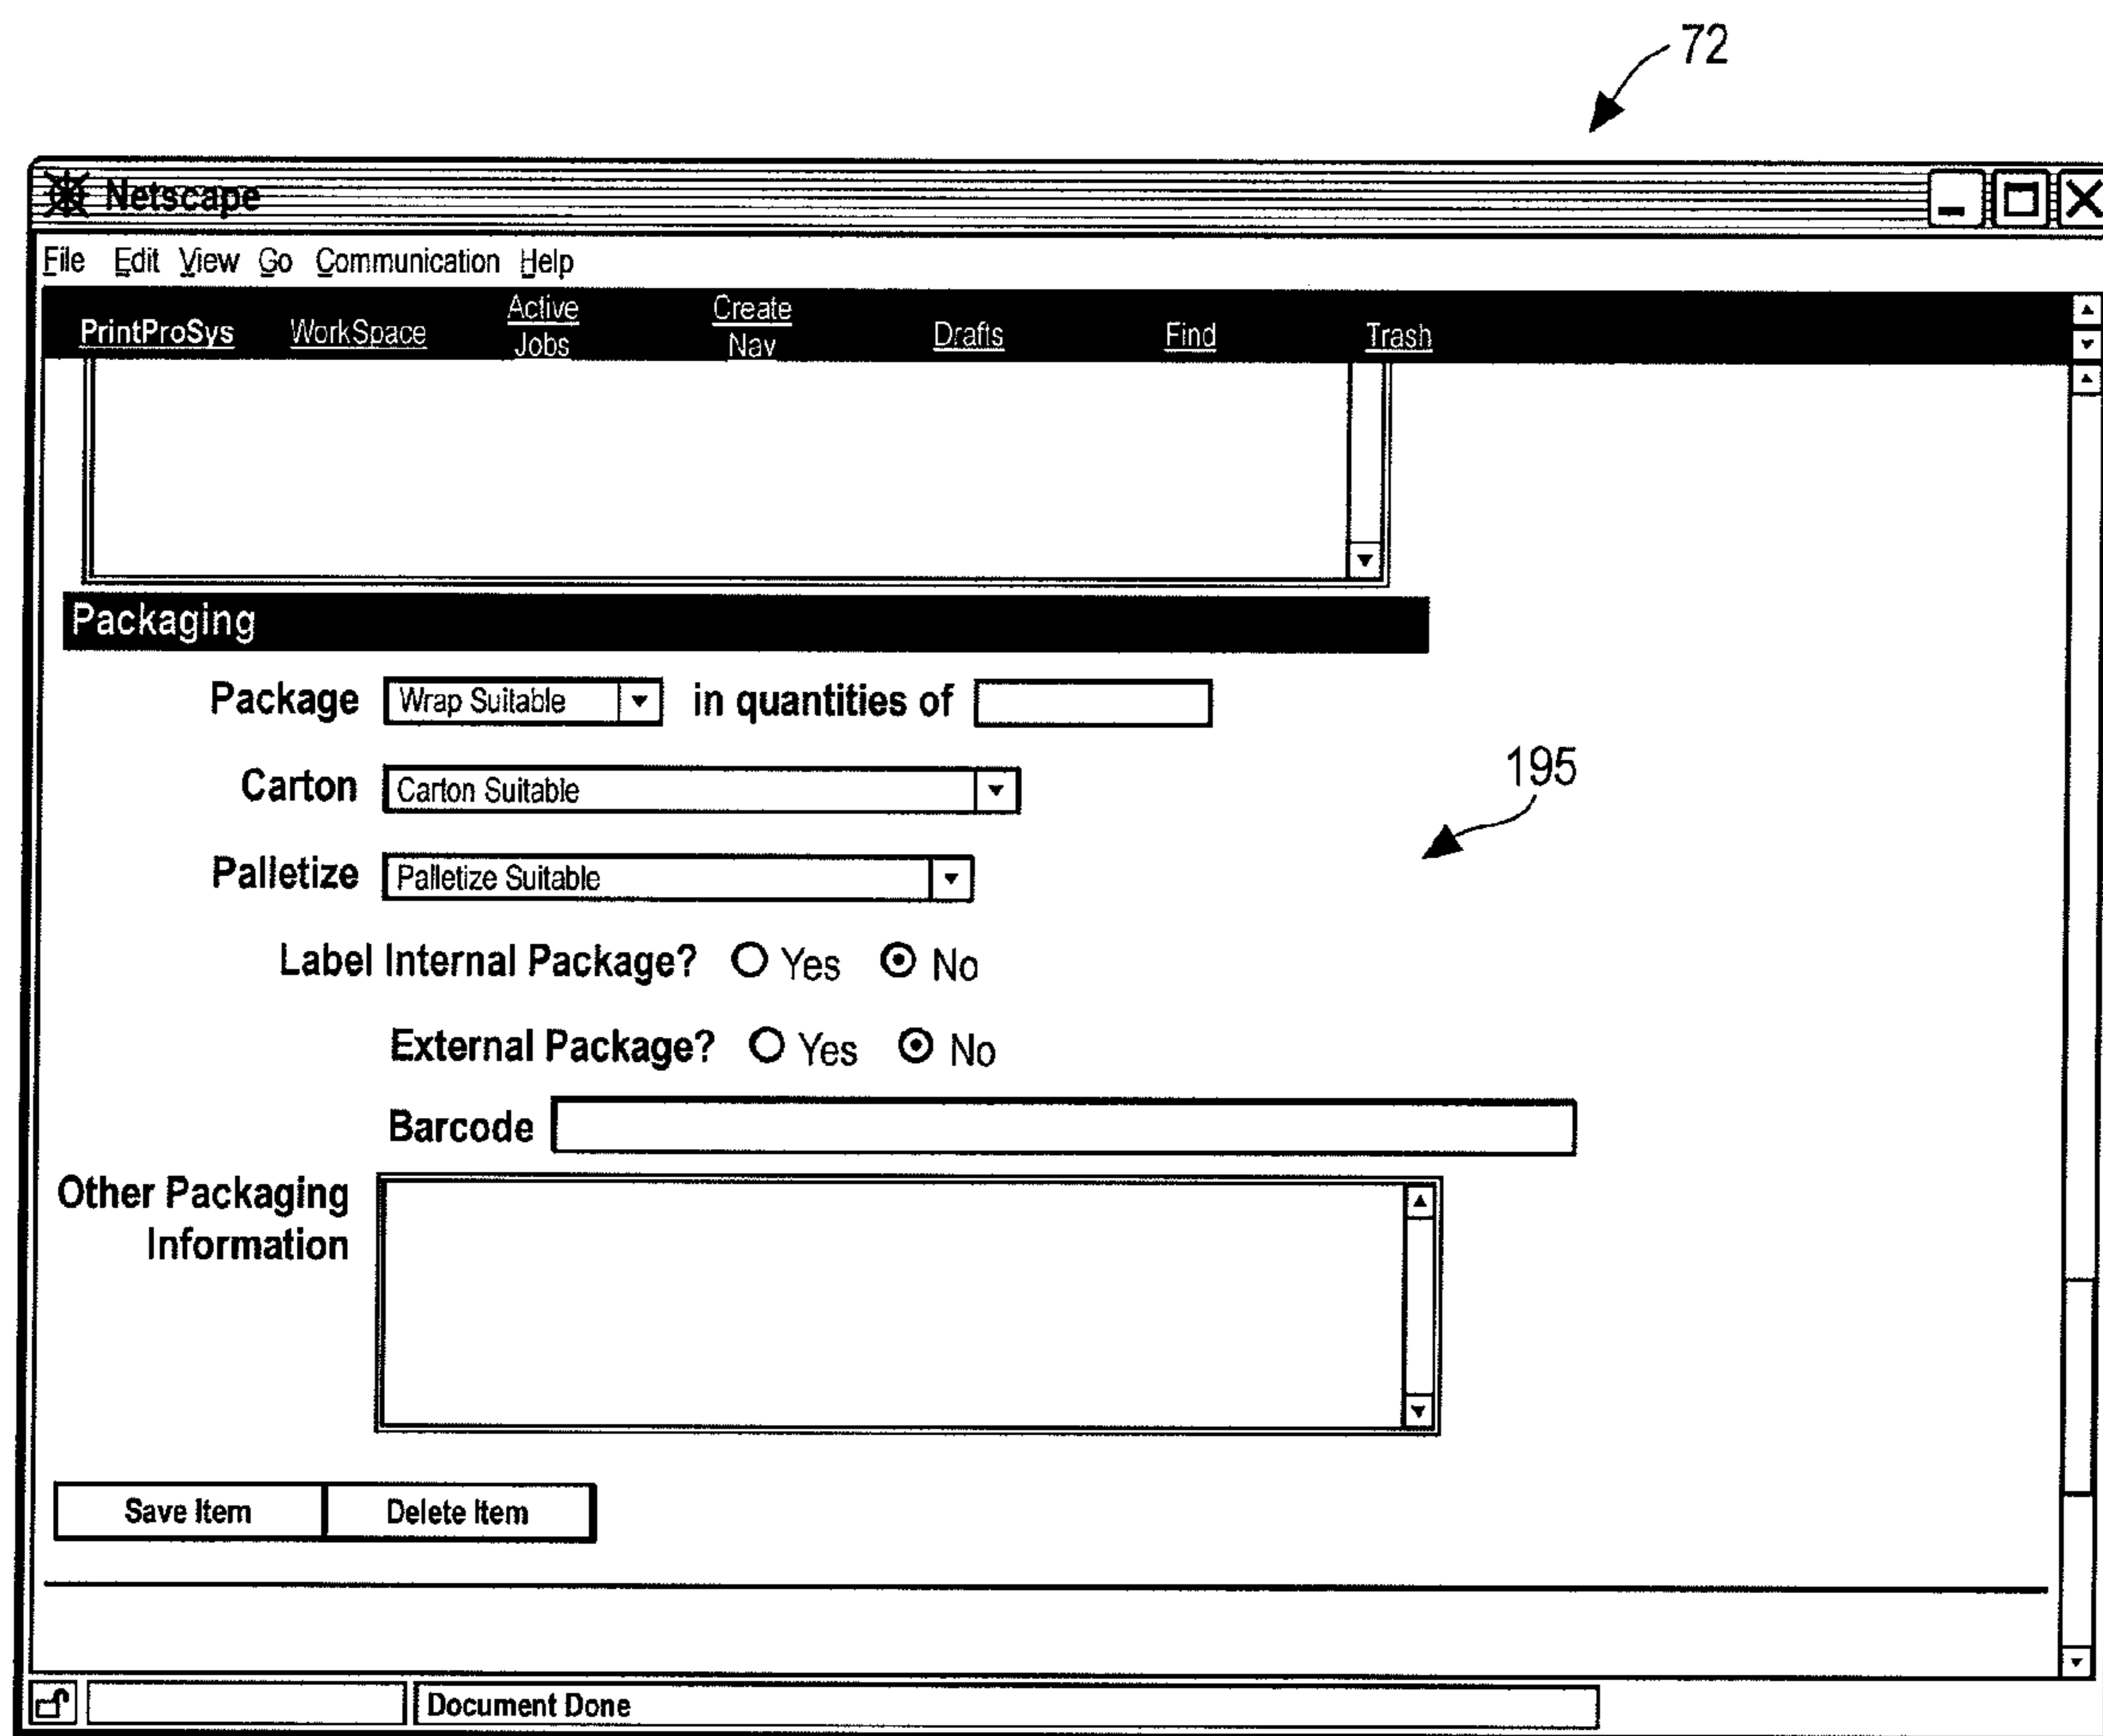 72
Netscape
File Edit View Go Communication Help
PrintProSys WorkSpace Active Jobs Create Nav Drafts Find Trash
Packaging
Package Wrap Suitable in quantities of
Carton Carton Suitable
195
Palletize Palletize Suitable
Label Internal Package? Yes No
External Package? Yes No
Barcode
Other Packaging
Information
Save Item Delete Item
Document Done